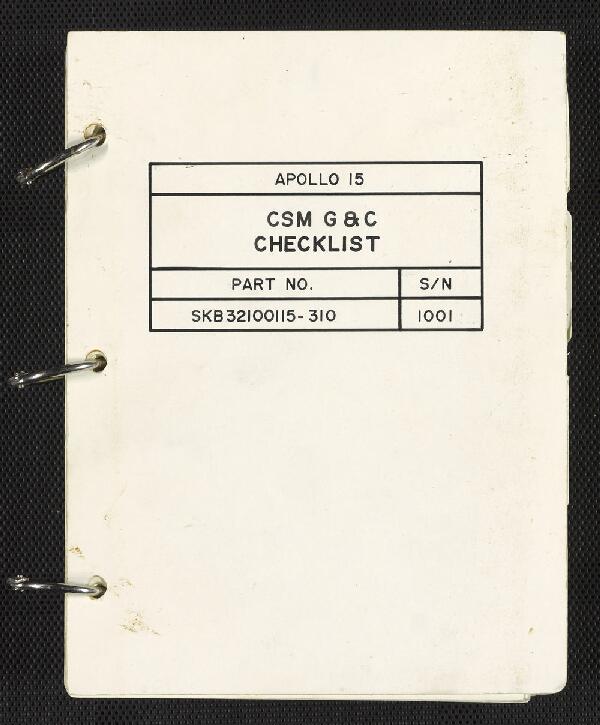 APOLLO 15
CSM G & C
CHECKLIST
PART NO. S/N
SKB32100115-310 1001